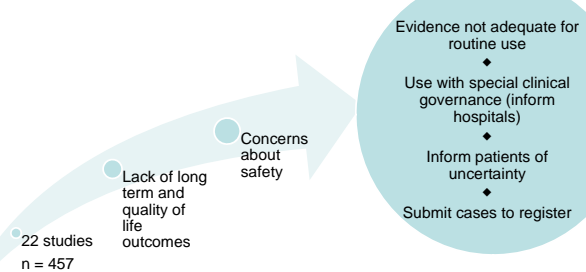 22 studies
n = 457
Lack of long
term and
quality of
life
outcomes
Concerns
about
safety
Evidence not adequate for
routine use
Use with special clinical
governance (inform
hospitals)
Inform patients of
uncertainty
Submit cases to register